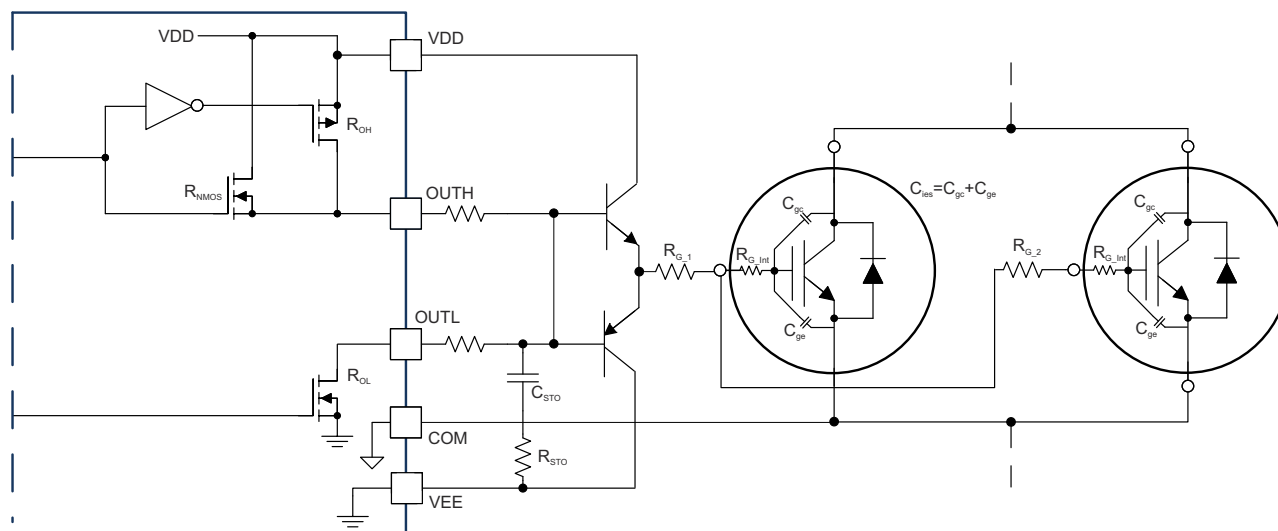 VDD
VDD
R_OH
R_NMOS
OUTH
C_ies=C_gc+C_ge
C_gc
C_gc
R_G_1
R_G_Int
R_G_2
R_G_Int
OUTL
C_ge
C_ge
R_OL
C_STO
COM
R_STO
VEE